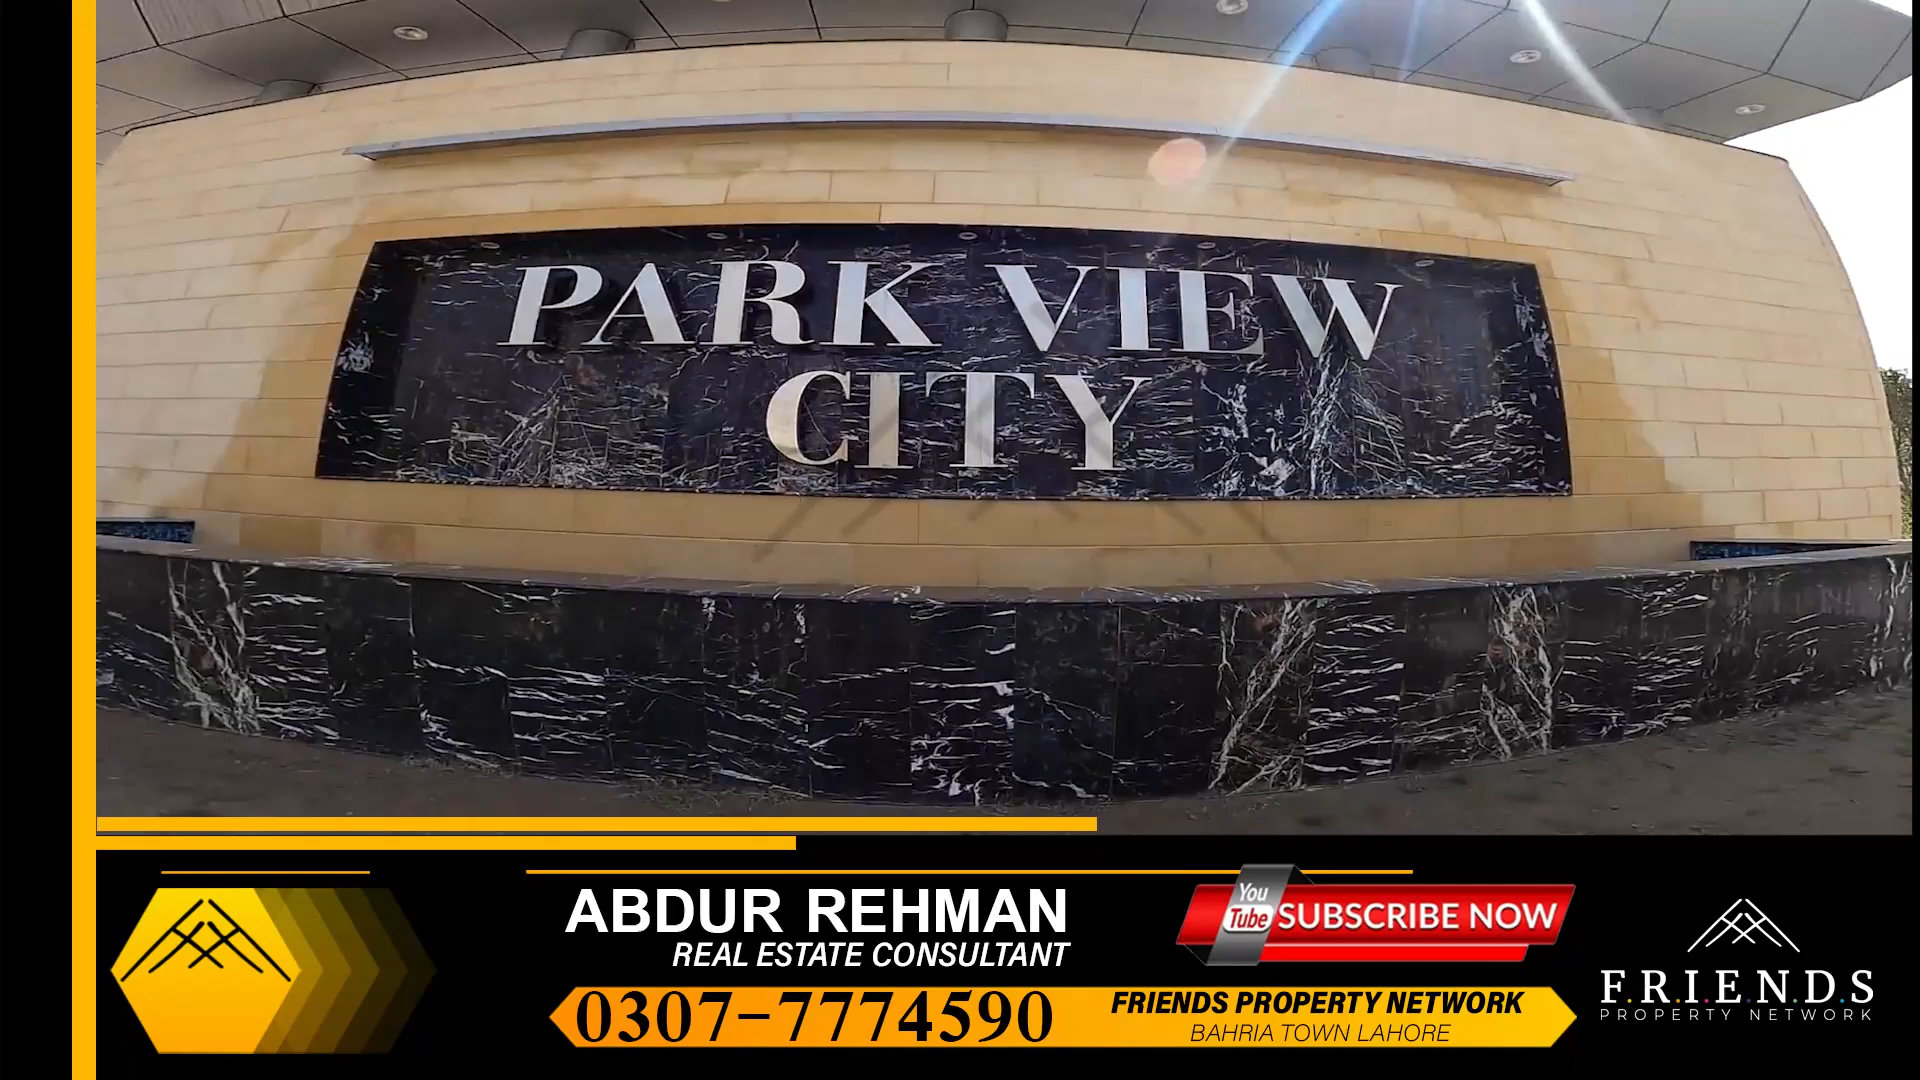 PARK VIEW
CITY
ABDUR REHMAN
REAL ESTATE CONSULTANT
0307-7774590
You
Tube
SUBSCRIBE NOW
FRIENDS PROPERTY NETWORK
BAHRIA TOWN LAHORE
F.R.I.E.N.D.S
PROPERTY NETWORK